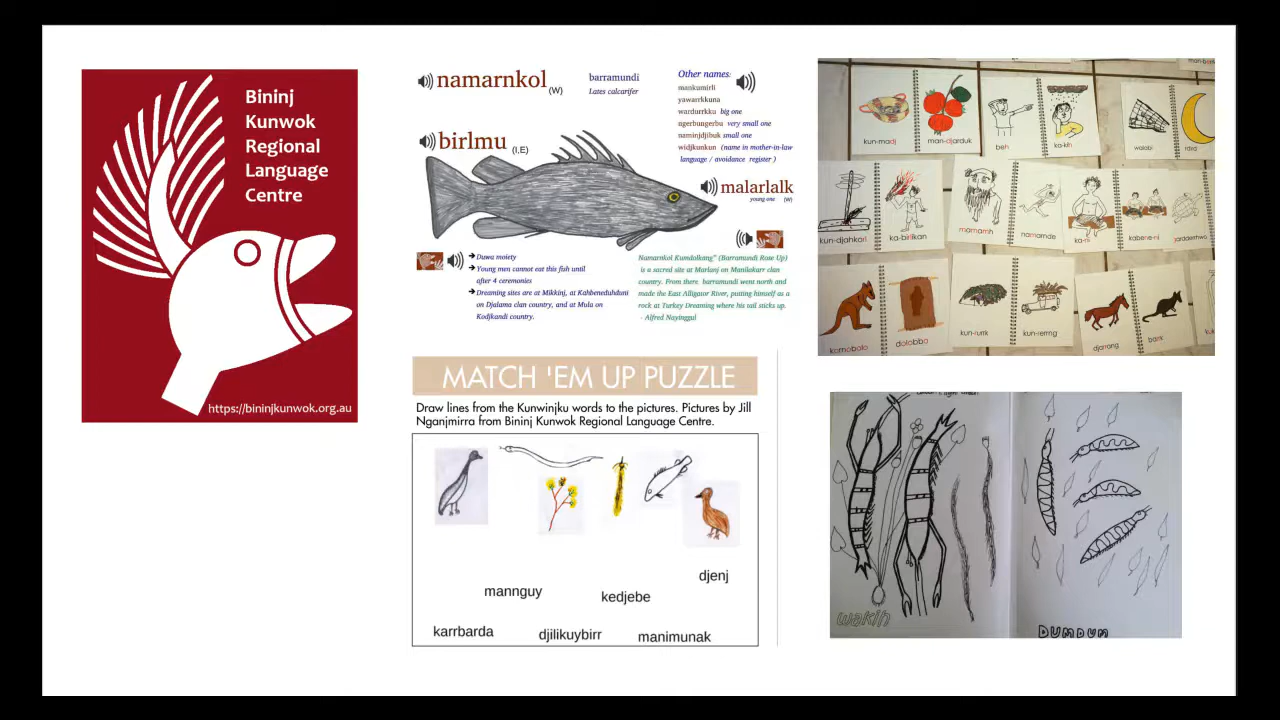 Bininj
Kunwok
Regional
Language
Centre
https://bininjkunwok.org.au
namarnkol (W)
barramundi
Lates calcarifer
birlmu (I,E)
Other names:
mankumirli
yawarrkkuna
wardurrkku big one
ngerbungerbu very small one
naminjdjibuk small one
widjkunkun (name in mother-in-law
language / avoidance register )
malarlalk
young one (W)
Duwa moiety
Young men cannot eat this fish until
after 4 ceremonies
Dreaming sites are at Mikkinj, at Kabbeneduhduni
on Djalama clan country, and at Mula on
Kodjkandi country.
Namarnkol Kumdolkang" (Barramundi Rose Up)
is a sacred site at Marlanj on Manilakarr clan
country. From there barramundi went north and
made the East Alligator River, putting himself as a
rock at Turkey Dreaming where his tail sticks up.
- Alfred Nayinggul
MATCH 'EM UP PUZZLE
Draw lines from the Kunwinjku words to the pictures. Pictures by Jill
Nganjmirra from Bininj Kunwok Regional Language Centre.
djenj
mannguy
kedjebe
karrbarda
djilikuybirr
manimunak
kun-madj
man-djarduk
beh
ka-kih
walabi
kun-djahkorl
ka-birlikan
mamamh
namamde
ka-ni
kabene-ni
komobolo
dolobbo
kun-rurrk
djarrang
barrk
wakih
DUMDUM